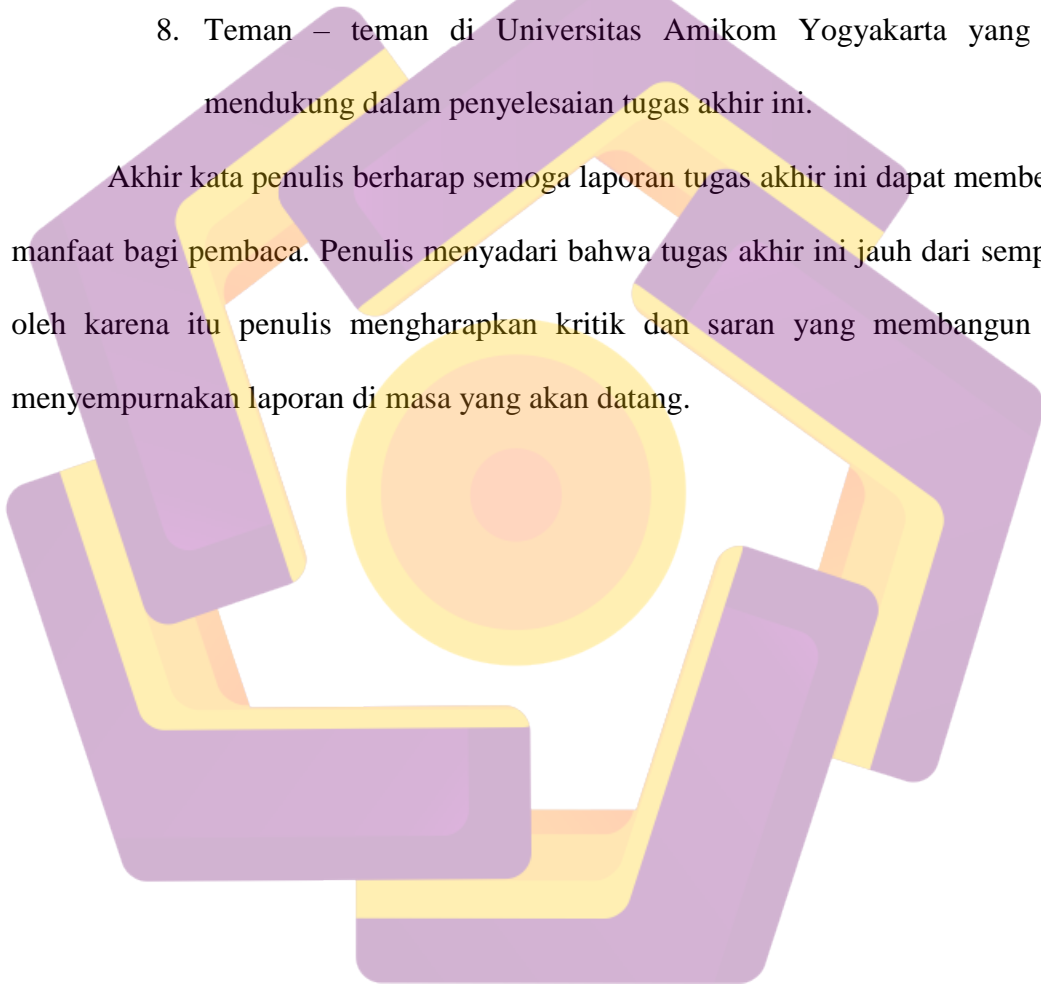 8. Teman – teman di Universitas Amikom Yogyakarta yang
mendukung dalam penyelesaian tugas akhir ini.
Akhir kata penulis berharap semoga laporan tugas akhir ini dapat membe
manfaat bagi pembaca. Penulis menyadari bahwa tugas akhir ini jauh dari semp
oleh karena itu penulis mengharapkan kritik dan saran yang membangun
menyempurnakan laporan di masa yang akan datang.